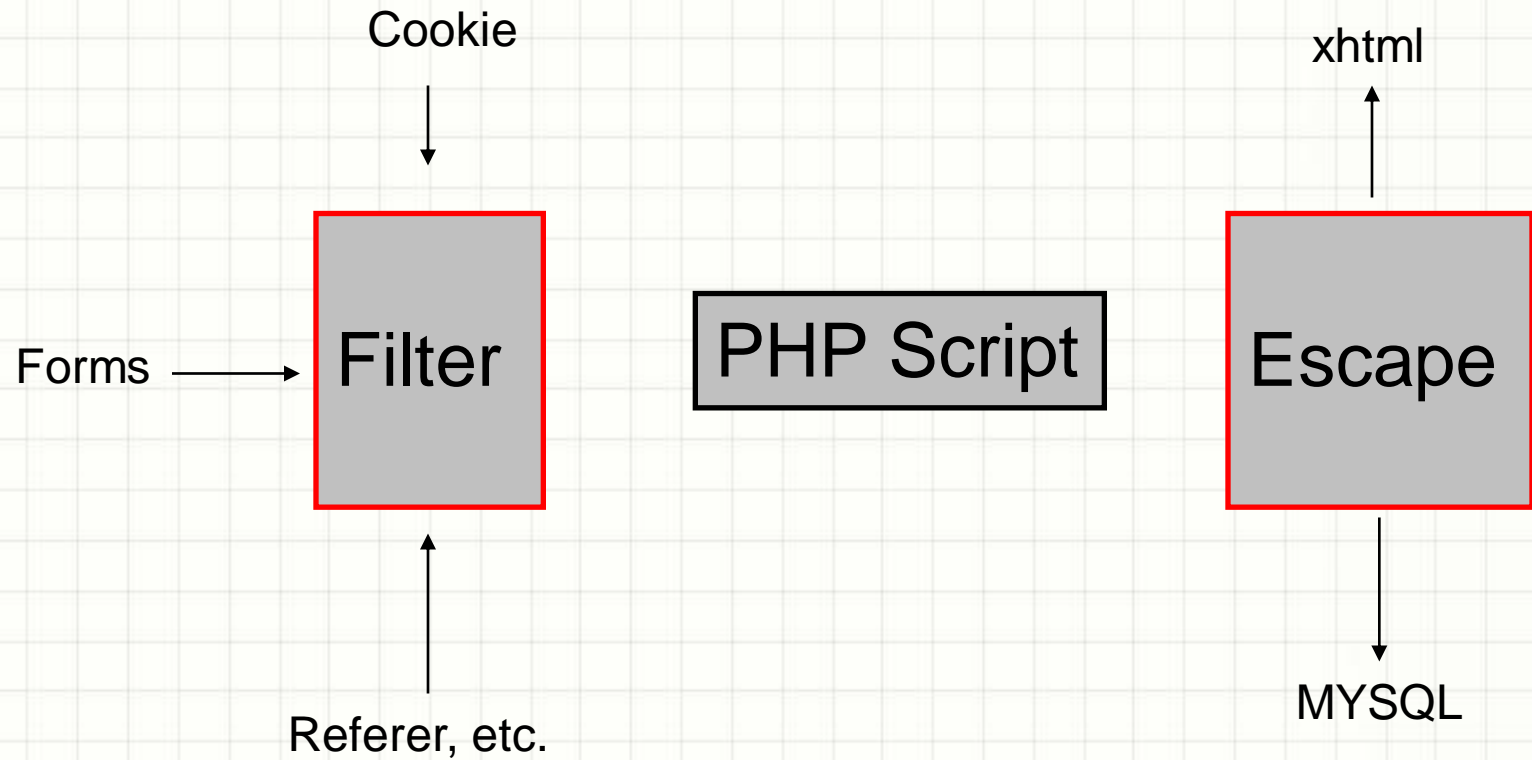 Cookie
xhtml
Forms
Filter
PHP Script
Escape
Referer, etc.
MYSQL